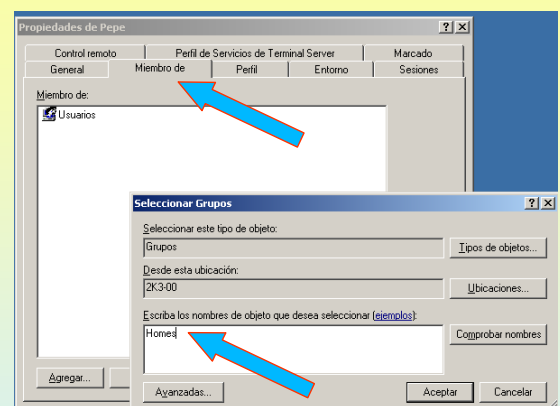 Propiedades de Pepe
Control remoto Perfil de Servicios de Terminal Server Marcado
General Miembro de Perfil Entorno Sesiones
Miembro de:
Usuarios
Seleccionar Grupos
Seleccionar este tipo de objeto:
Grupos Tipos de objetos...
Desde esta ubicación:
2K3-00 Ubicaciones...
Escriba los nombres de objeto que desea seleccionar (ejemplos):
Homes Comprobar nombres
Agregar... Avanzadas... Aceptar Cancelar